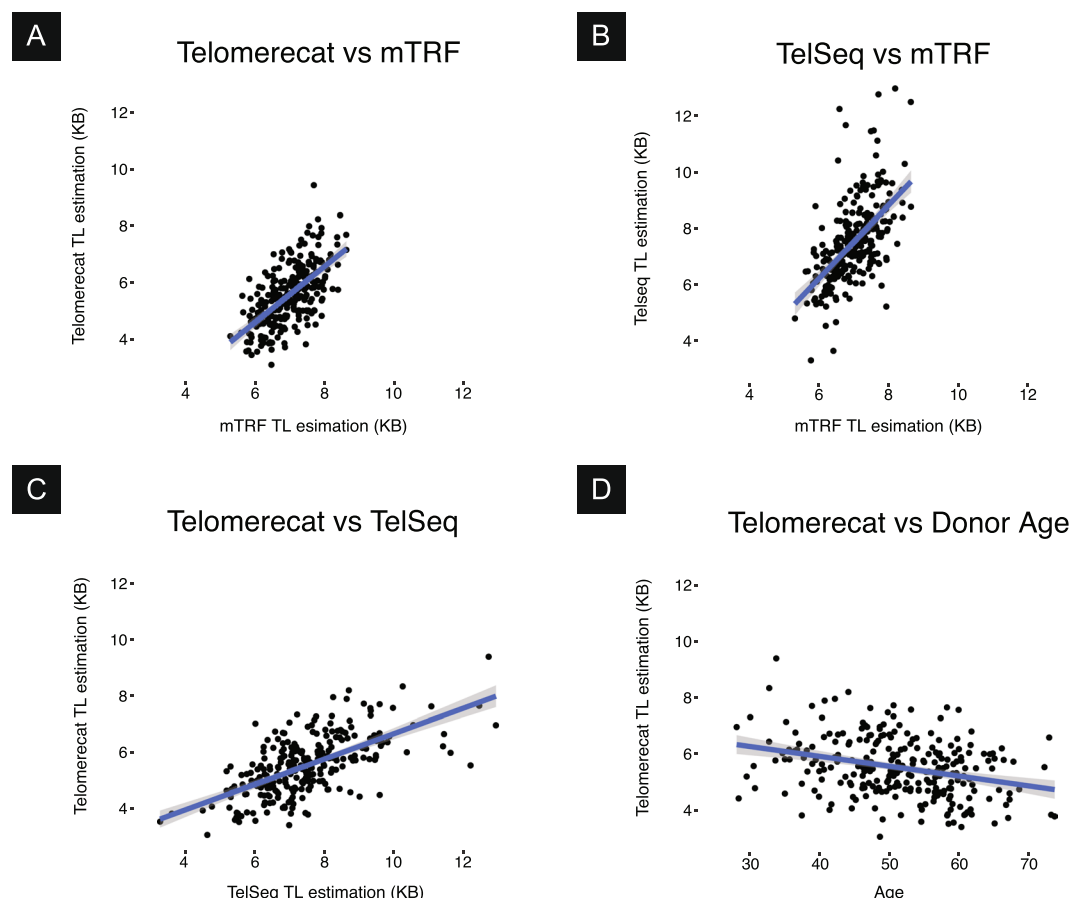 A
Telomerecat vs mTRF
Telomerecat TL estimation (KB)
12
10
8
6
4
4 6 8 10 12
mTRF TL esimation (KB)
B
TelSeq vs mTRF
Telseq TL estimation (KB)
12
10
8
6
4
4 6 8 10 12
mTRF TL esimation (KB)
C
Telomerecat vs TelSeq
Telomerecat TL estimation (KB)
12
10
8
6
4
4 6 8 10 12
TelSeq TL estimation (KB)
D
Telomerecat vs Donor Age
Telomerecat TL estimation (KB)
12
10
8
6
4
30 40 50 60 70
Age